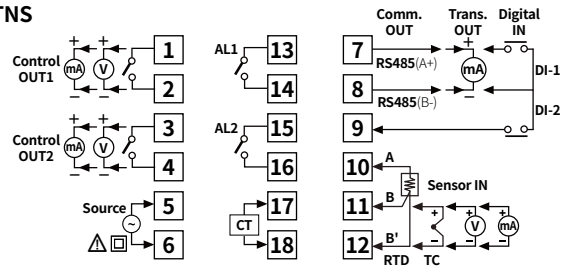 TNS
Control
OUT1
+
mA
-
+
V
-
1
2
Control
OUT2
+
mA
-
+
V
-
3
4
Source
~
5
6
AL1
13
14
AL2
15
16
CT
17
18
Comm.
OUT
Trans.
OUT
Digital
IN
7
RS485(A+)
8
RS485(B-)
9
+
mA
-
DI-1
DI-2
10
A
11
B
12
B'
Sensor IN
RTD
+
-
TC
+
V
-
+
mA
-